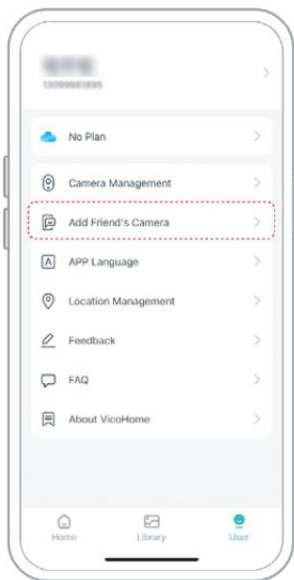 No Plan
Camera Management
Add Friend's Camera
APP Language
Location Management
Feedback
FAQ
About VicoHome
Home
Library
User